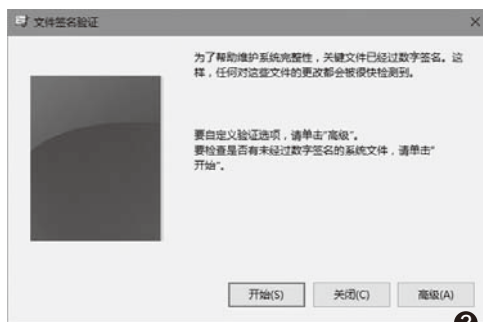 文件签名验证
为了帮助维护系统完整性，关键文件已经过数字签名。这
样，任何对这些文件的更改都会被很快检测到。
要自定义验证选项，请单击"高级"。
要检查是否有未经过数字签名的系统文件，请单击"
开始"。
开始(S) 关闭(C) 高级(A)